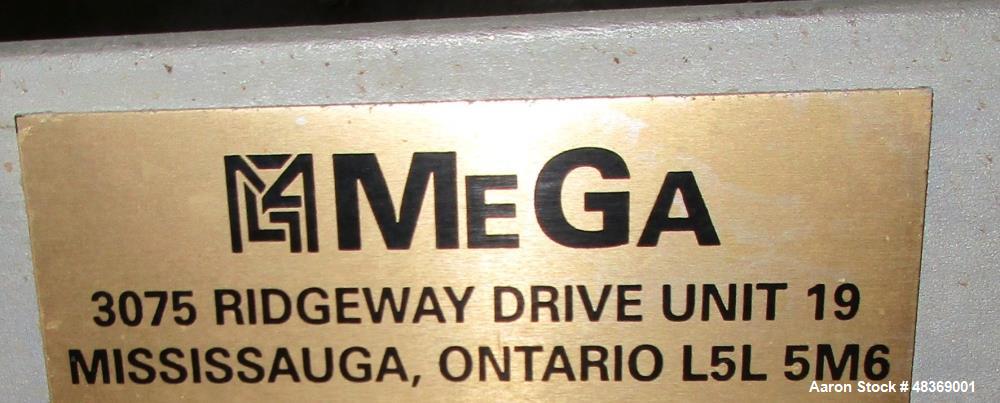 MEGA
3075 RIDGEWAY DRIVE UNIT 19
MISSISSAUGA, ONTARIO L5L 5M6
Aaron Stock # 48369001